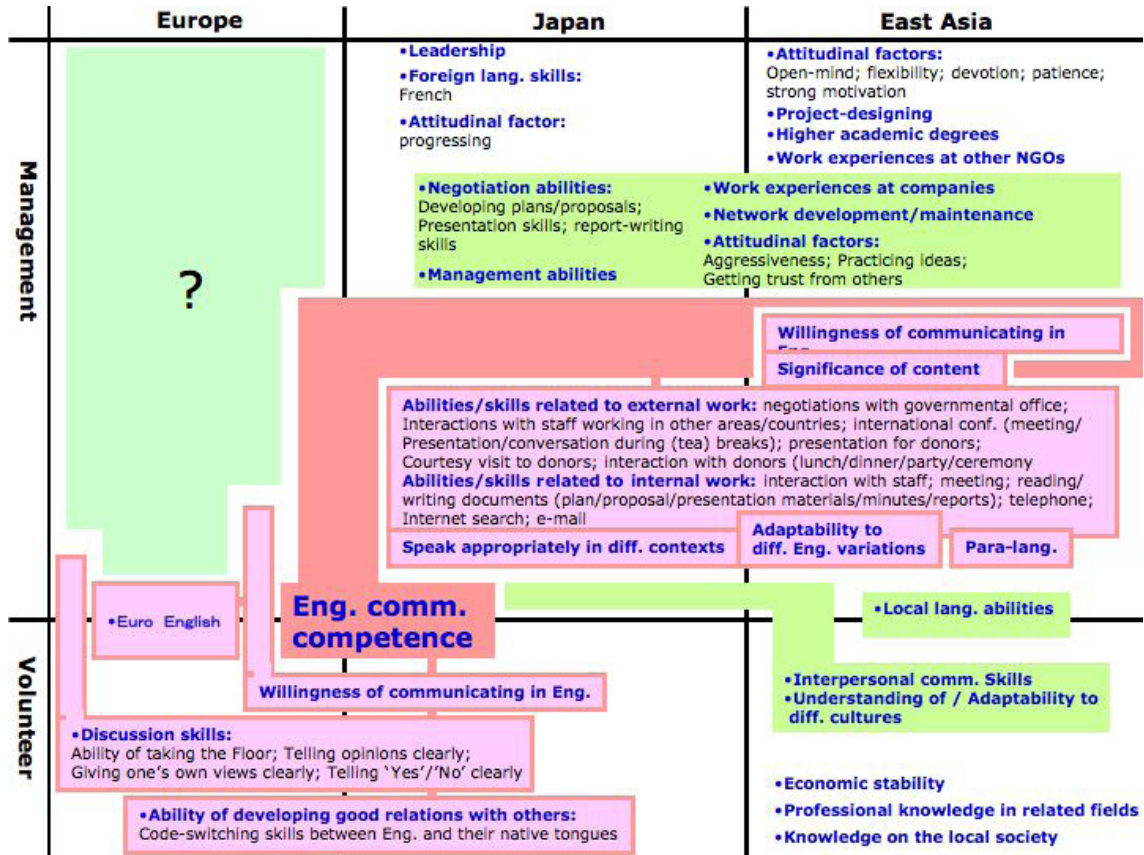 Europe
Japan
East Asia
Management
•Leadership
•Foreign lang. skills:
French
•Attitudinal factor:
progressing
•Attitudinal factors:
Open-mind; flexibility; devotion; patience;
strong motivation
•Project-designing
•Higher academic degrees
•Work experiences at other NGOs
•Negotiation abilities:
Developing plans/proposals;
Presentation skills; report-writing
skills
•Management abilities
•Work experiences at companies
•Network development/maintenance
•Attitudinal factors:
Aggressiveness; Practicing ideas;
Getting trust from others
?
Willingness of communicating in
Significance of content
Abilities/skills related to external work: negotiations with governmental office;
Interactions with staff working in other areas/countries; international conf. (meeting/
Presentation/conversation during (tea) breaks); presentation for donors;
Courtesy visit to donors; interaction with donors (lunch/dinner/party/ceremony
Abilities/skills related to internal work: interaction with staff; meeting; reading/
writing documents (plan/proposal/presentation materials/minutes/reports); telephone;
Internet search; e-mail
Speak appropriately in diff. contexts
Adaptability to
diff. Eng. variations
Para-lang.
•Euro English
Eng. comm.
competence
•Local lang. abilities
Volunteer
Willingness of communicating in Eng.
•Interpersonal comm. Skills
•Understanding of / Adaptability to
diff. cultures
•Discussion skills:
Ability of taking the Floor; Telling opinions clearly;
Giving one's own views clearly; Telling ‘Yes’/‘No’ clearly
•Ability of developing good relations with others:
Code-switching skills between Eng. and their native tongues
•Economic stability
•Professional knowledge in related fields
•Knowledge on the local society